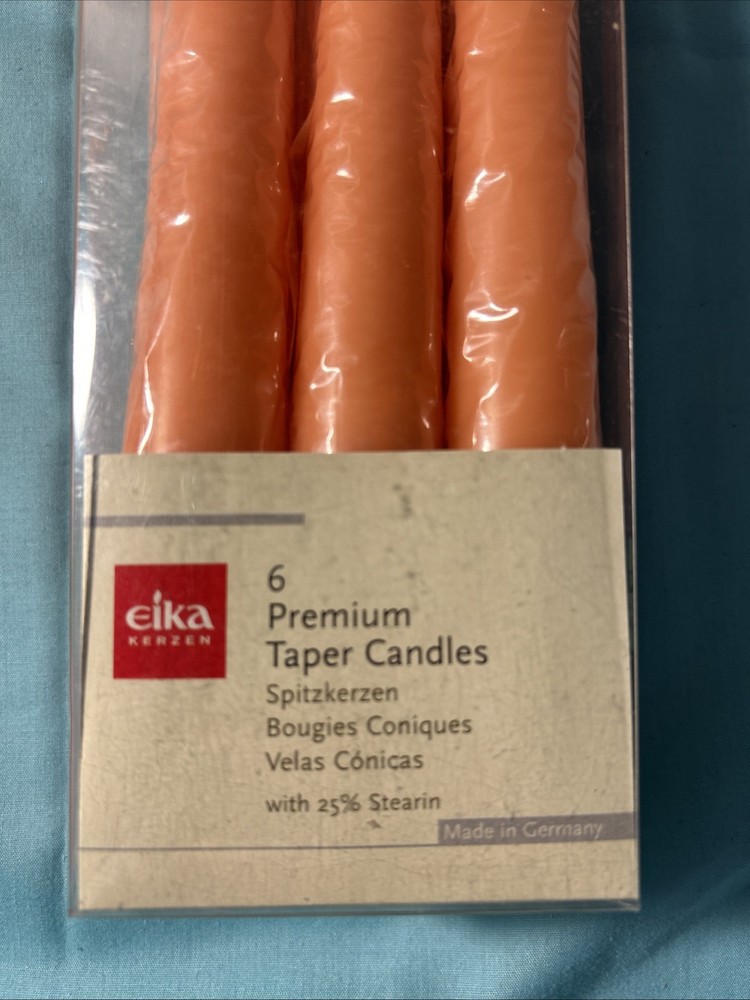 eika
KERZEN
6
Premium
Taper Candles
Spitzkerzen
Bougies Coniques
Velas Cónicas
with 25% Stearin
Made in Germany